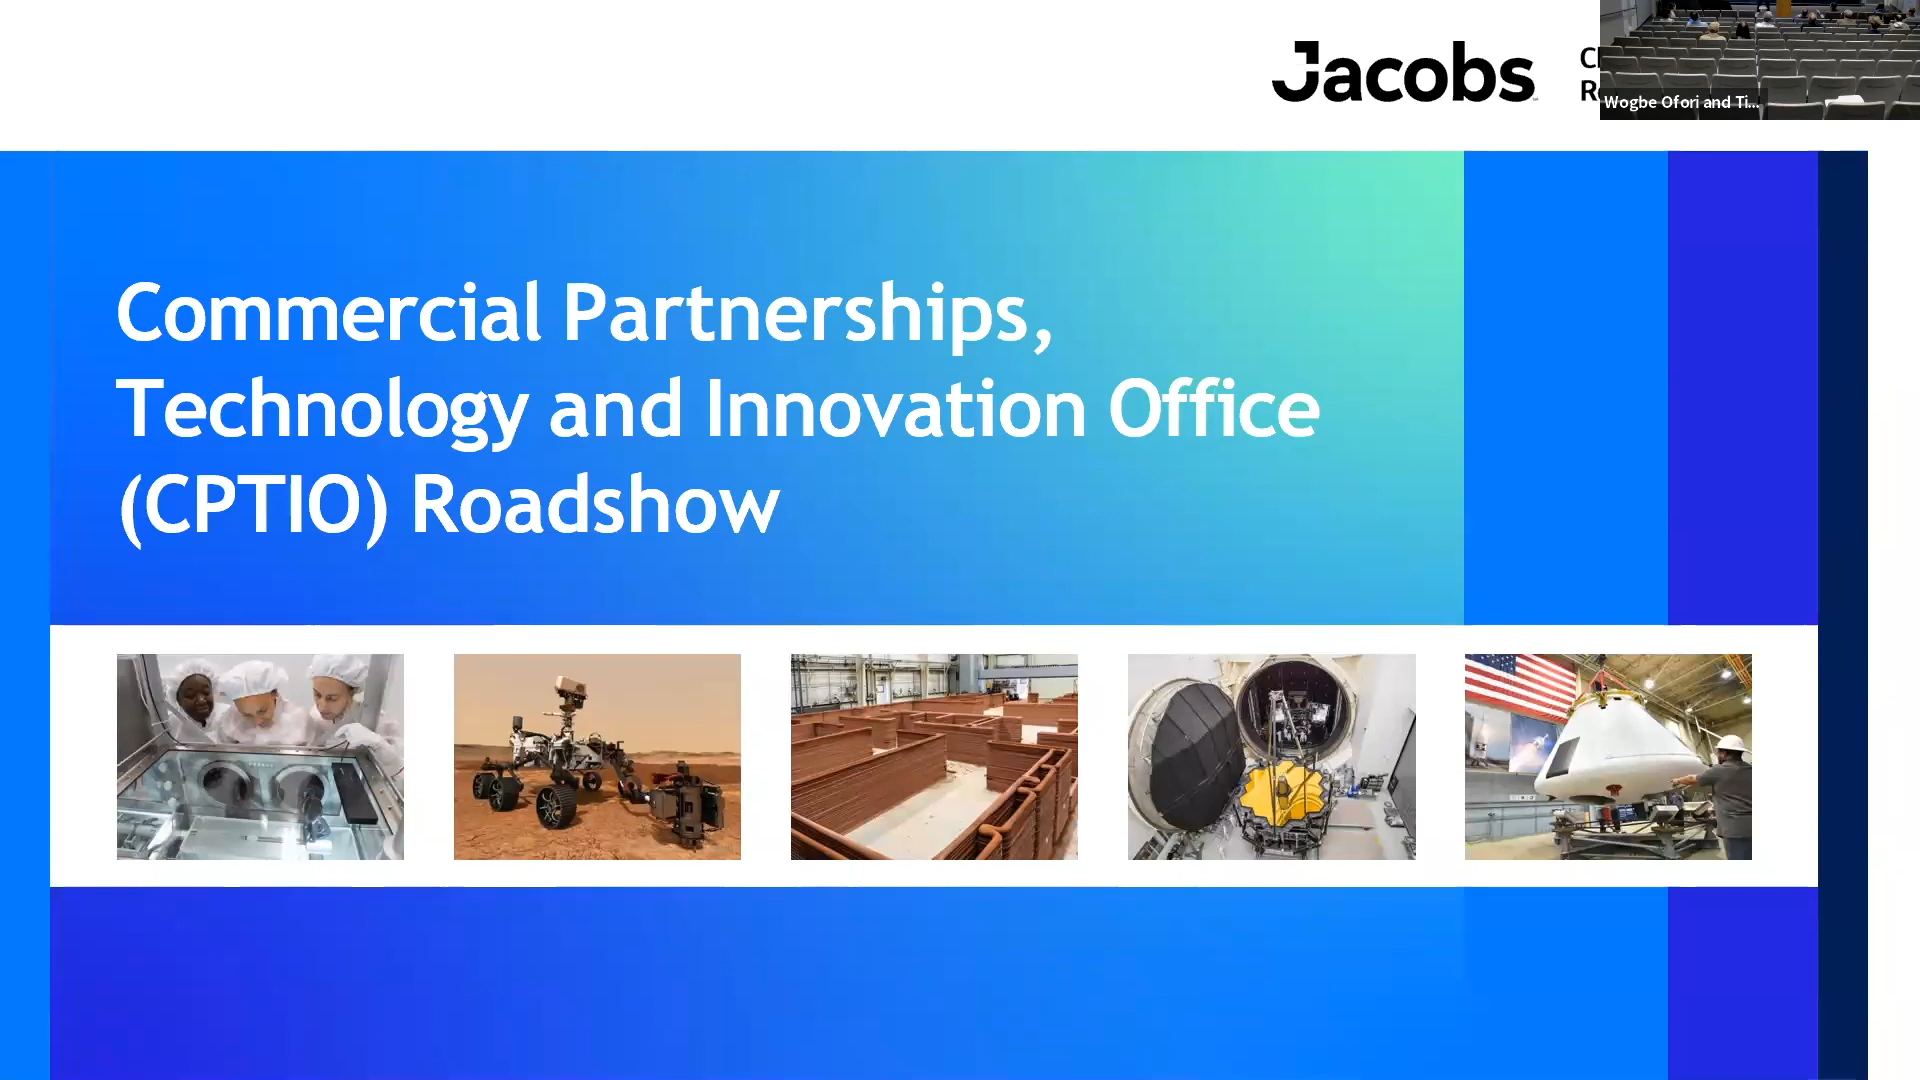 Jacobs
Wogbe Ofori and Ti...
Commercial Partnerships,
Technology and Innovation Office
(CPTIO) Roadshow